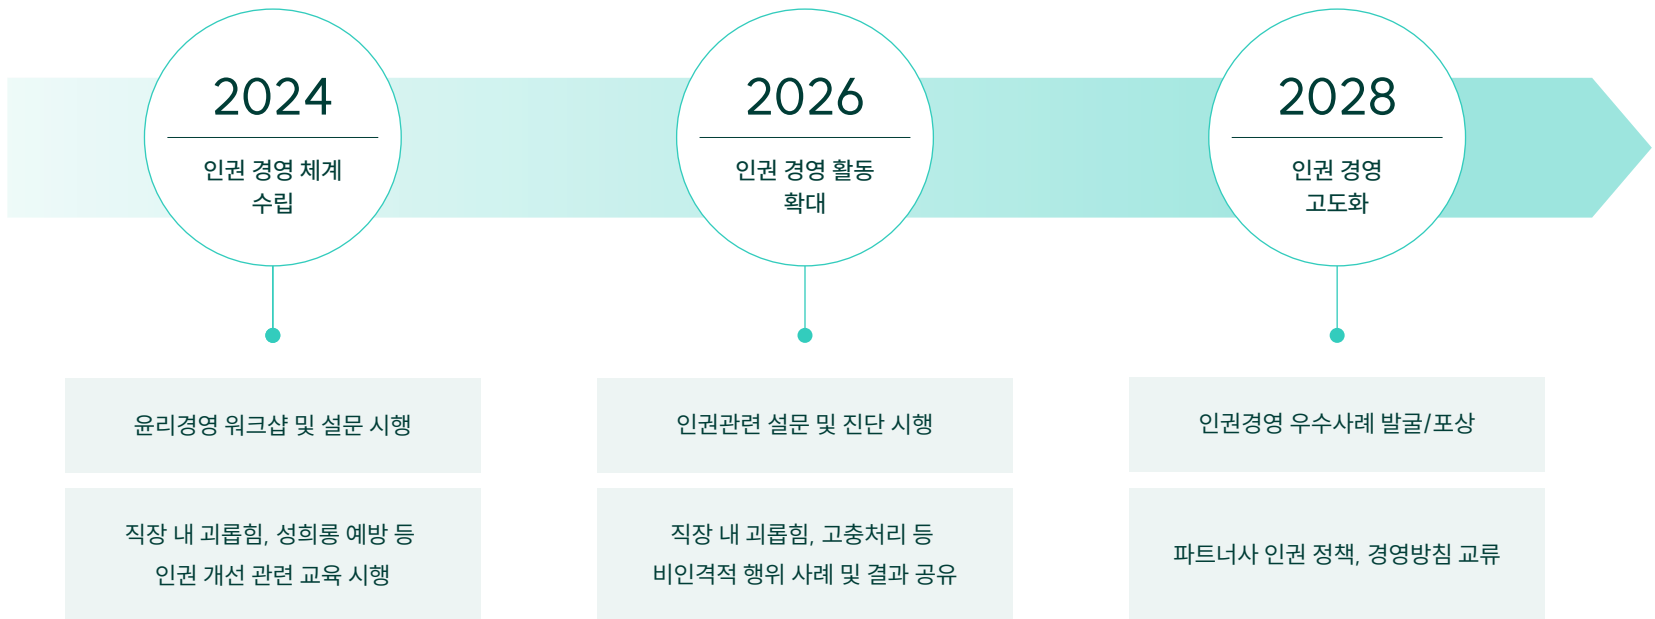 2024
인권 경영 체계
수립
2026
인권 경영 활동
확대
2028
인권 경영
고도화
윤리경영 워크샵 및 설문 시행
직장 내 괴롭힘, 성희롱 예방 등
인권 개선 관련 교육 시행
인권관련 설문 및 진단 시행
직장 내 괴롭힘, 고충처리 등
비인격적 행위 사례 및 결과 공유
인권경영 우수사례 발굴/포상
파트너사 인권 정책, 경영방침 교류